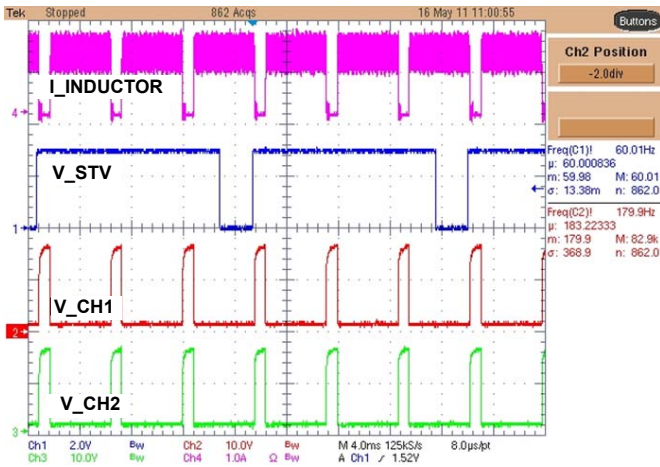 Tek Stopped 862 Acqs 16 May 11 11:00:55
Buttons
Ch2 Position
-2.0div
I_INDUCTOR
4
Freq(C1)! 60.01Hz
µ: 60.000836
m: 59.98 M: 60.01
σ: 13.38m n: 862.0
V_STV
1
Freq(C2)! 179.9Hz
µ: 183.22333
m: 179.9 M: 82.9k
σ: 368.9 n: 862.0
V_CH1
2
V_CH2
3
Ch1 2.0V Bw Ch2 10.0V Bw M 4.0ms 125kS/s 8.0µs/pt
Ch3 10.0V Bw Ch4 1.0A Ω Bw A Ch1 ∕ 1.52V